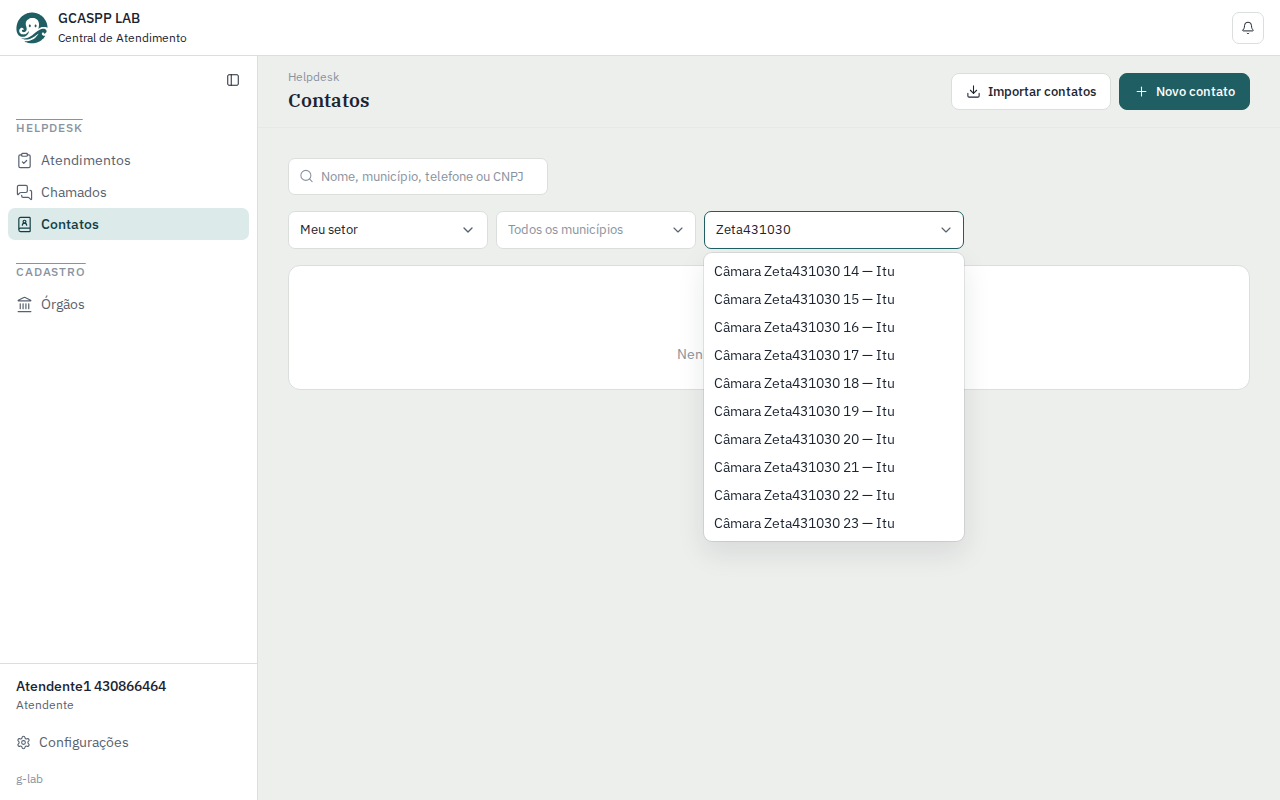 GCASPP LAB
Central de Atendimento
HELPDESK
Atendimentos
Chamados
Contatos
CADASTRO
Órgãos
Atendente1 430866464
Atendente
Configurações
g-lab
Helpdesk
Contatos
Importar contatos
Novo contato
Nome, município, telefone ou CNPJ
Meu setor
Todos os municípios
Zeta431030
Câmara Zeta431030 14 — Itu
Câmara Zeta431030 15 — Itu
Câmara Zeta431030 16 — Itu
Câmara Zeta431030 17 — Itu
Câmara Zeta431030 18 — Itu
Câmara Zeta431030 19 — Itu
Câmara Zeta431030 20 — Itu
Câmara Zeta431030 21 — Itu
Câmara Zeta431030 22 — Itu
Câmara Zeta431030 23 — Itu